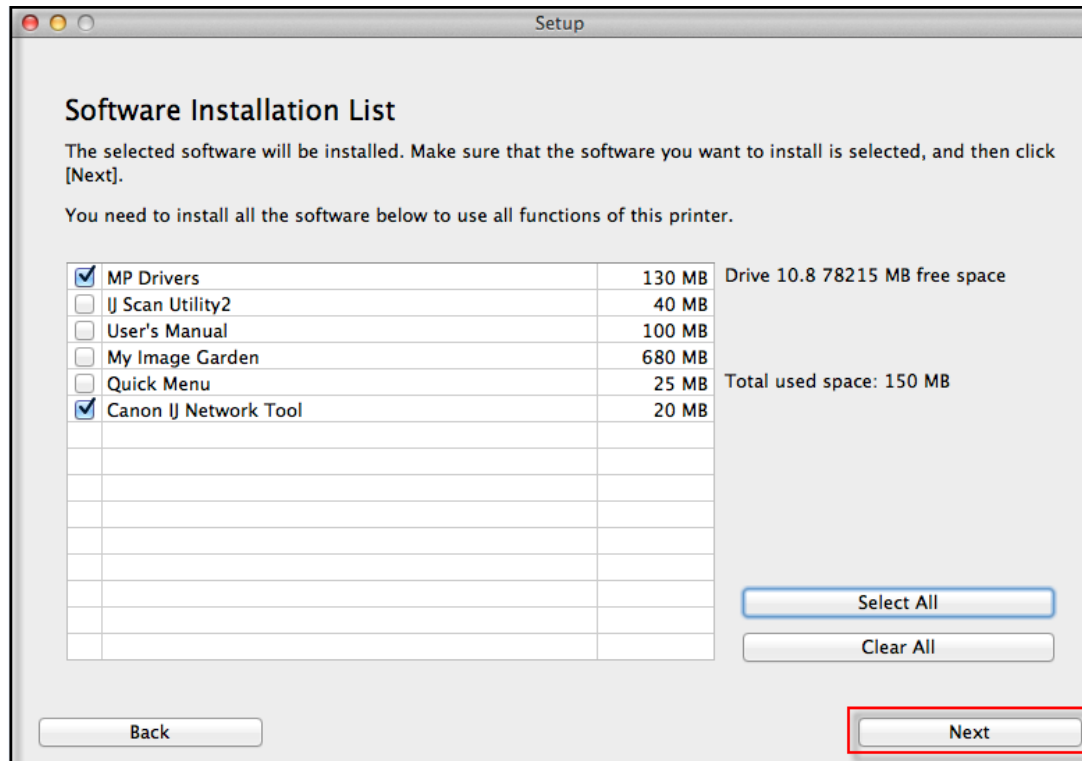 Setup
Software Installation List
The selected software will be installed. Make sure that the software you want to install is selected, and then click
[Next].
You need to install all the software below to use all functions of this printer.
MP Drivers 130 MB Drive 10.8 78215 MB free space
IJ Scan Utility2 40 MB
User's Manual 100 MB
My Image Garden 680 MB
Quick Menu 25 MB Total used space: 150 MB
Canon IJ Network Tool 20 MB
Select All
Clear All
Back Next